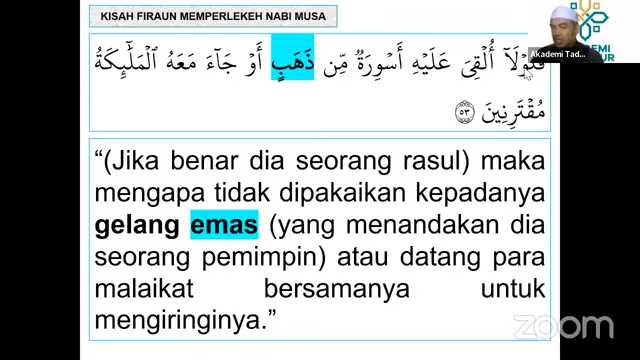 KISAH FIRAUN MEMPERLEKEH NABI MUSA
Akademi Tad...
فَلَوْلَآ أُلْقِىَ عَلَيْهِ أَسْوِرَةٌ مِّن ذَهَبٍ أَوْ جَآءَ مَعَهُ ٱلْمَلَٰٓئِكَةُ
مُقْتَرِنِينَ ٥٣
“(Jika benar dia seorang rasul) maka
mengapa tidak dipakaikan kepadanya
gelang emas (yang menandakan dia
seorang pemimpin) atau datang para
malaikat bersamanya untuk
mengiringinya.”
zoom